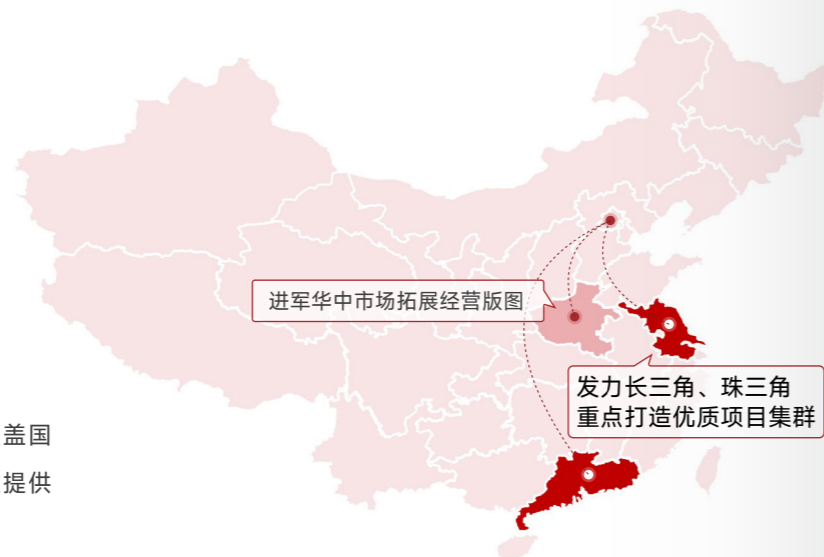 进军华中市场拓展经营版图
发力长三角、珠三角
重点打造优质项目集群
盖国
提供